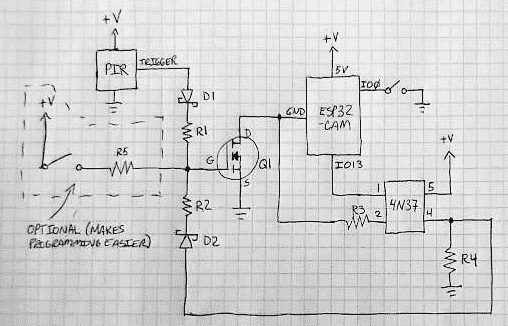 +V
PIR
TRIGGER
D1
R1
+V
R5
G
D
S
Q1
R2
D2
OPTIONAL (MAKES
PROGRAMMING EASIER)
+V
5V
IO0
GND
ESP32
-CAM
IO13
R3
1
2
4N37
5
4
+V
R4